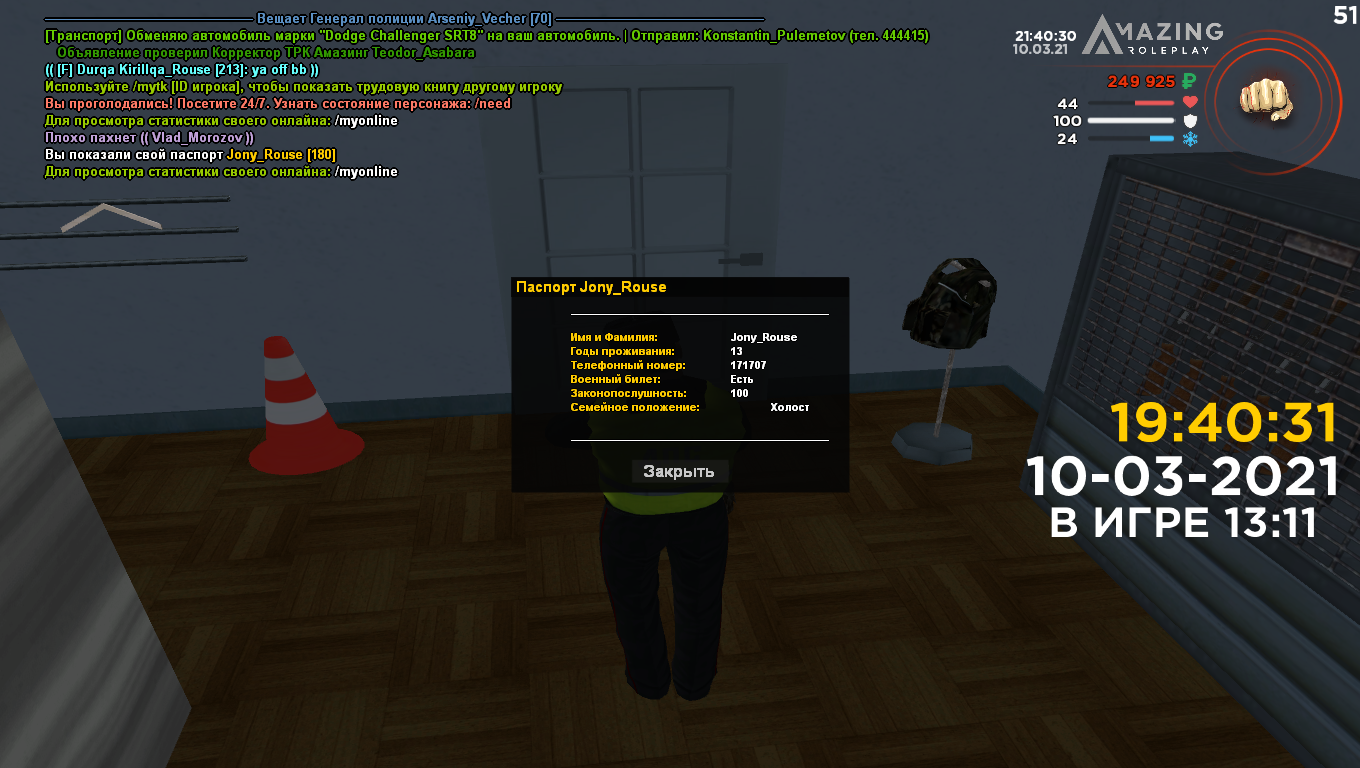 Вещает Генерал полиции Arseniy_Vecher [70]
[Транспорт] Обменяю автомобиль марки "Dodge Challenger SRT8" на ваш автомобиль. | Отправил: Konstantin_Pulemetov (тел. 444415)
Объявление проверил Корректор ТРК Амазинг Teodor_Asabara
(( [F] Durqa Kirillqa_Rouse [213]: ya off bb ))
Используйте /mytk [ID игрока], чтобы показать трудовую книгу другому игроку
Вы проголодались! Посетите 24/7. Узнать состояние персонажа: /need
Для просмотра статистики своего онлайна: /myonline
Плохо пахнет (( Vlad_Morozov ))
Вы показали свой паспорт Jony_Rouse [180]
Для просмотра статистики своего онлайна: /myonline
51
21:40:30
10.03.21
AMAZING
ROLEPLAY
249 925 ₽
44
100
24
Паспорт Jony_Rouse
Имя и Фамилия: Jony_Rouse
Годы проживания: 13
Телефонный номер: 171707
Военный билет: Есть
Законопослушность: 100
Семейное положение: Холост
Закрыть
19:40:31
10-03-2021
В ИГРЕ 13:11